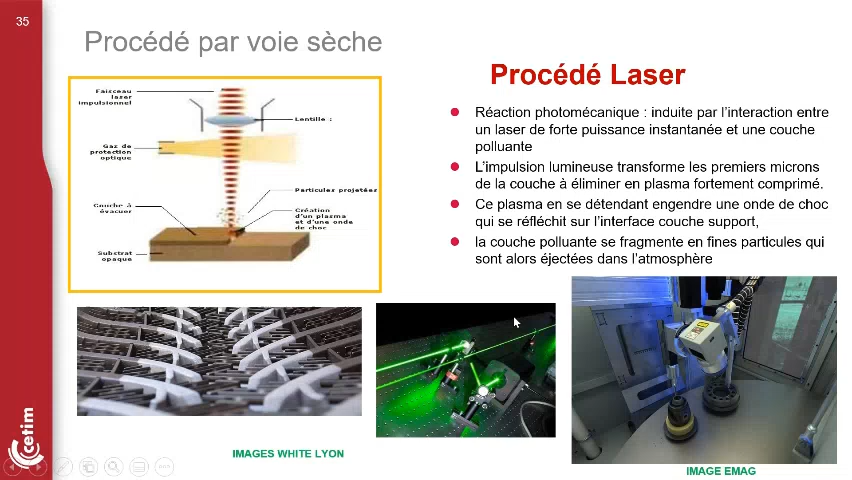 35
Procédé par voie sèche
Procédé Laser
Faisceau
laser
impulsionnel
Lentille :
Gaz de
protection
optique
Particules projetées
Couche à
évacuer
Création
d'un plasma
et d'une onde
de choc
Substrat
opaque
Réaction photomécanique : induite par l'interaction entre
un laser de forte puissance instantanée et une couche
polluante
L'impulsion lumineuse transforme les premiers microns
de la couche à éliminer en plasma fortement comprimé.
Ce plasma en se détendant engendre une onde de choc
qui se réfléchit sur l'interface couche support,
la couche polluante se fragmente en fines particules qui
sont alors éjectées dans l'atmosphère
cetim
IMAGES WHITE LYON
IMAGE EMAG